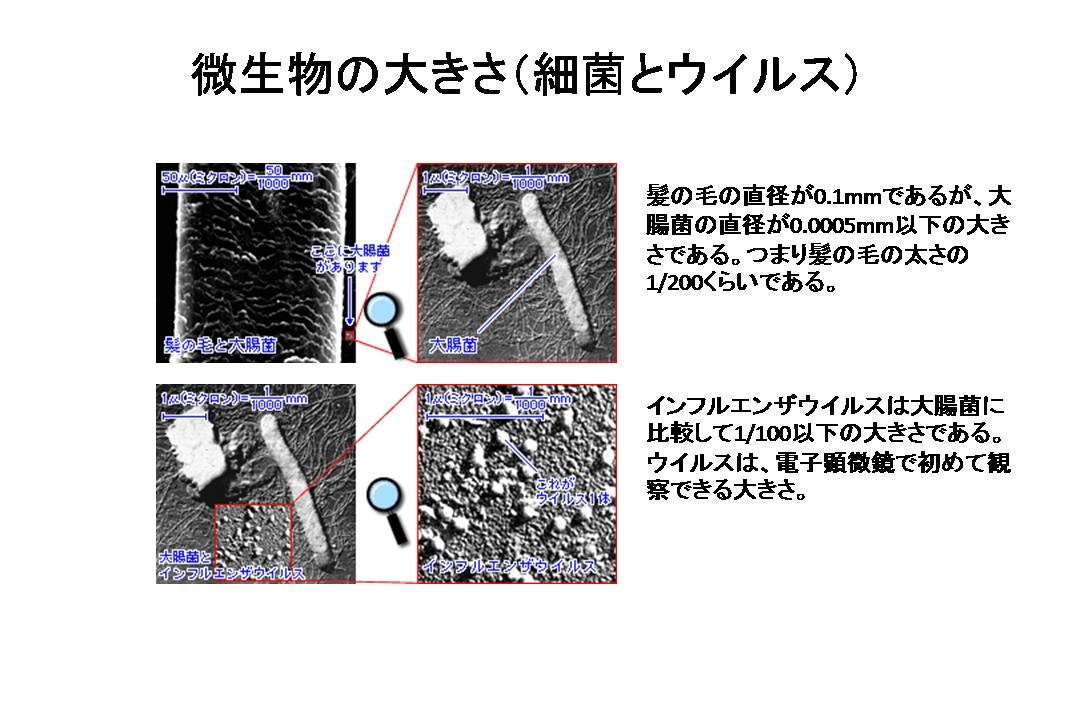 微生物の大きさ(細菌とウイルス)
50μ(ミクロン)=50/1000mm
ここに大腸菌
があります
髪の毛と大腸菌
1μ(ミクロン)=1/1000mm
大腸菌
髪の毛の直径が0.1mmであるが、大
腸菌の直径が0.0005mm以下の大き
さである。つまり髪の毛の太さの
1/200くらいである。
1μ(ミクロン)=1/1000mm
大腸菌と
インフルエンザウイルス
1μ(ミクロン)=1/1000mm
これが
ウイルス1体
インフルエンザウイルス
インフルエンザウイルスは大腸菌に
比較して1/100以下の大きさである。
ウイルスは、電子顕微鏡で初めて観
察できる大きさ。